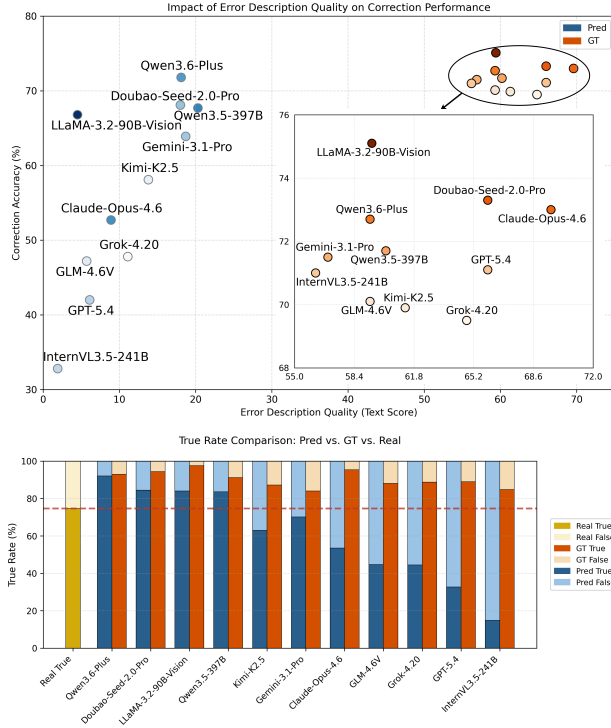 Impact of Error Description Quality on Correction Performance
80
70
60
50
40
30
Correction Accuracy (%)
Pred
GT
Qwen3.6-Plus
Doubao-Seed-2.0-Pro
Qwen3.5-397B
LLaMA-3.2-90B-Vision
Gemini-3.1-Pro
Kimi-K2.5
Claude-Opus-4.6
Grok-4.20
GLM-4.6V
GPT-5.4
InternVL3.5-241B
76
74
72
70
68
LLaMA-3.2-90B-Vision
Doubao-Seed-2.0-Pro
Qwen3.6-Plus
Claude-Opus-4.6
Gemini-3.1-Pro
Qwen3.5-397B
GPT-5.4
InternVL3.5-241B
Kimi-K2.5
GLM-4.6V
Grok-4.20
55.0 58.4 61.8 65.2 68.6 72.0
0 10 20 30 40 50 60 70
Error Description Quality (Text Score)
True Rate Comparison: Pred vs. GT vs. Real
100
80
60
40
20
0
True Rate (%)
Real True
Real False
GT True
GT False
Pred True
Pred False
Real True
Qwen3.6-Plus
Doubao-Seed-2.0-Pro
LLaMA-3.2-90B-Vision
Qwen3.5-397B
Kimi-K2.5
Gemini-3.1-Pro
Claude-Opus-4.6
GLM-4.6V
Grok-4.20
GPT-5.4
InternVL3.5-241B